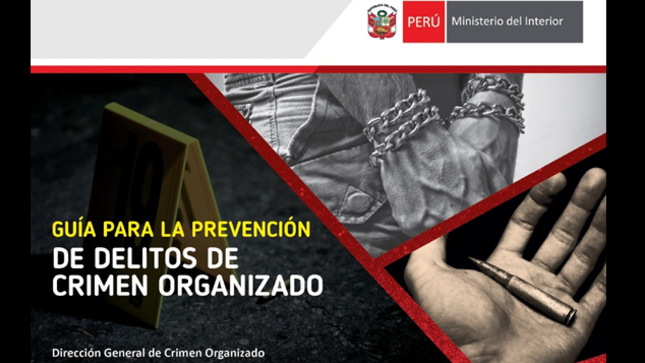 PERÚ
Ministerio del Interior
GUÍA PARA LA PREVENCIÓN
DE DELITOS DE
CRIMEN ORGANIZADO
Dirección General de Crimen Organizado